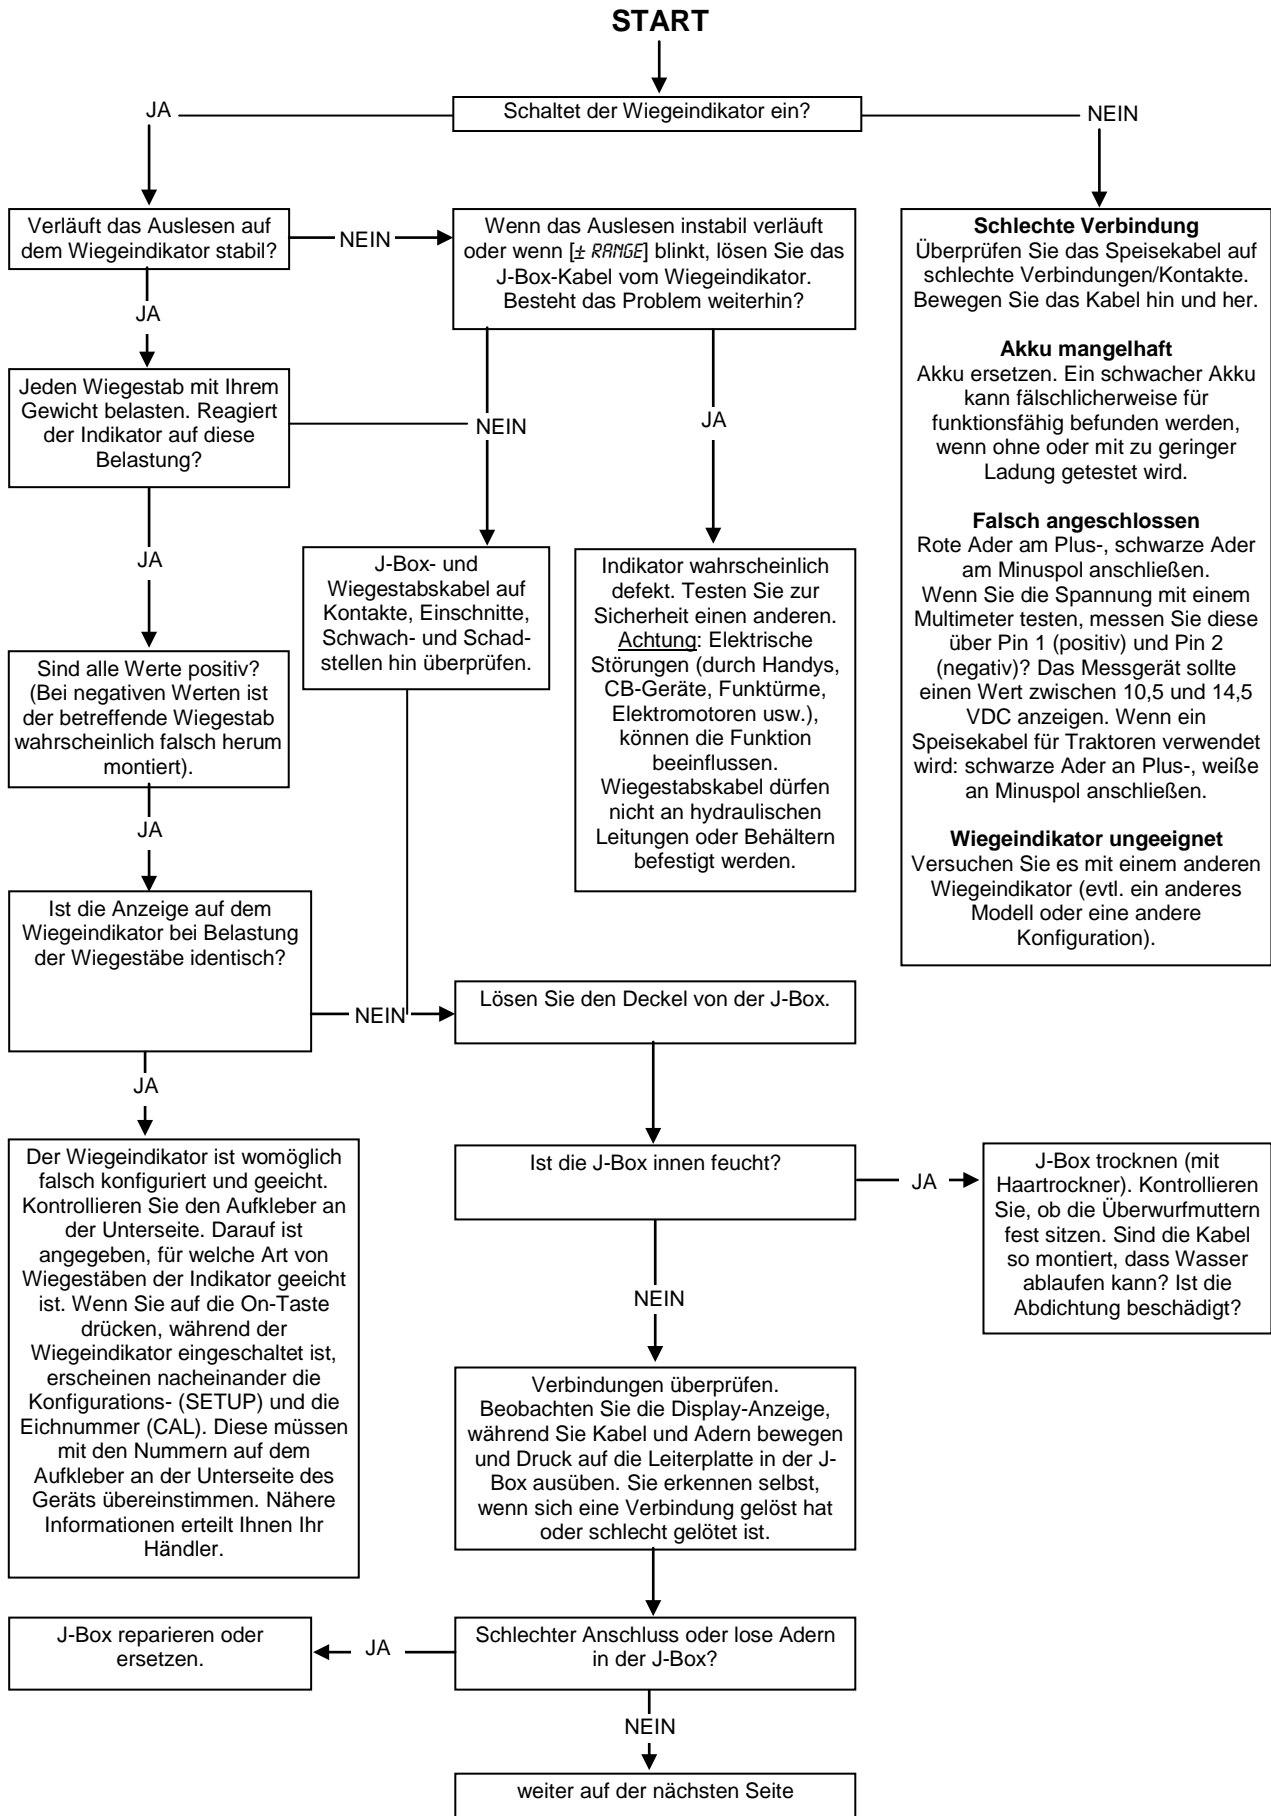 START
Schaltet der Wiegeindikator ein?
JA
NEIN
Verläuft das Auslesen auf
dem Wiegeindikator stabil?
NEIN
Wenn das Auslesen instabil verläuft
oder wenn [± RANGE] blinkt, lösen Sie das
J-Box-Kabel vom Wiegeindikator.
Besteht das Problem weiterhin?
Schlechte Verbindung
Überprüfen Sie das Speisekabel auf
schlechte Verbindungen/Kontakte.
Bewegen Sie das Kabel hin und her.
Akku mangelhaft
Akku ersetzen. Ein schwacher Akku
kann fälschlicherweise für
funktionsfähig befunden werden,
wenn ohne oder mit zu geringer
Ladung getestet wird.
Falsch angeschlossen
Rote Ader am Plus-, schwarze Ader
am Minuspol anschließen.
Wenn Sie die Spannung mit einem
Multimeter testen, messen Sie diese
über Pin 1 (positiv) und Pin 2
(negativ)? Das Messgerät sollte
einen Wert zwischen 10,5 und 14,5
VDC anzeigen. Wenn ein
Speisekabel für Traktoren verwendet
wird: schwarze Ader an Plus-, weiße
an Minuspol anschließen.
Wiegeindikator ungeeignet
Versuchen Sie es mit einem anderen
Wiegeindikator (evtl. ein anderes
Modell oder eine andere
Konfiguration).
JA
Jeden Wiegestab mit Ihrem
Gewicht belasten. Reagiert
der Indikator auf diese
Belastung?
NEIN
JA
JA
J-Box- und
Wiegestabskabel auf
Kontakte, Einschnitte,
Schwach- und Schad-
stellen hin überprüfen.
Indikator wahrscheinlich
defekt. Testen Sie zur
Sicherheit einen anderen.
Achtung: Elektrische
Störungen (durch Handys,
CB-Geräte, Funktürme,
Elektromotoren usw.),
können die Funktion
beeinflussen.
Wiegestabskabel dürfen
nicht an hydraulischen
Leitungen oder Behältern
befestigt werden.
Sind alle Werte positiv?
(Bei negativen Werten ist
der betreffende Wiegestab
wahrscheinlich falsch herum
montiert).
JA
Ist die Anzeige auf dem
Wiegeindikator bei Belastung
der Wiegestäbe identisch?
NEIN
Lösen Sie den Deckel von der J-Box.
JA
Der Wiegeindikator ist womöglich
falsch konfiguriert und geeicht.
Kontrollieren Sie den Aufkleber an
der Unterseite. Darauf ist
angegeben, für welche Art von
Wiegestäben der Indikator geeicht
ist. Wenn Sie auf die On-Taste
drücken, während der
Wiegeindikator eingeschaltet ist,
erscheinen nacheinander die
Konfigurations- (SETUP) und die
Eichnummer (CAL). Diese müssen
mit den Nummern auf dem
Aufkleber an der Unterseite des
Geräts übereinstimmen. Nähere
Informationen erteilt Ihnen Ihr
Händler.
Ist die J-Box innen feucht?
JA
J-Box trocknen (mit
Haartrockner). Kontrollieren
Sie, ob die Überwurfmuttern
fest sitzen. Sind die Kabel
so montiert, dass Wasser
ablaufen kann? Ist die
Abdichtung beschädigt?
NEIN
Verbindungen überprüfen.
Beobachten Sie die Display-Anzeige,
während Sie Kabel und Adern bewegen
und Druck auf die Leiterplatte in der J-
Box ausüben. Sie erkennen selbst,
wenn sich eine Verbindung gelöst hat
oder schlecht gelötet ist.
Schlechter Anschluss oder lose Adern
in der J-Box?
JA
J-Box reparieren oder
ersetzen.
NEIN
weiter auf der nächsten Seite